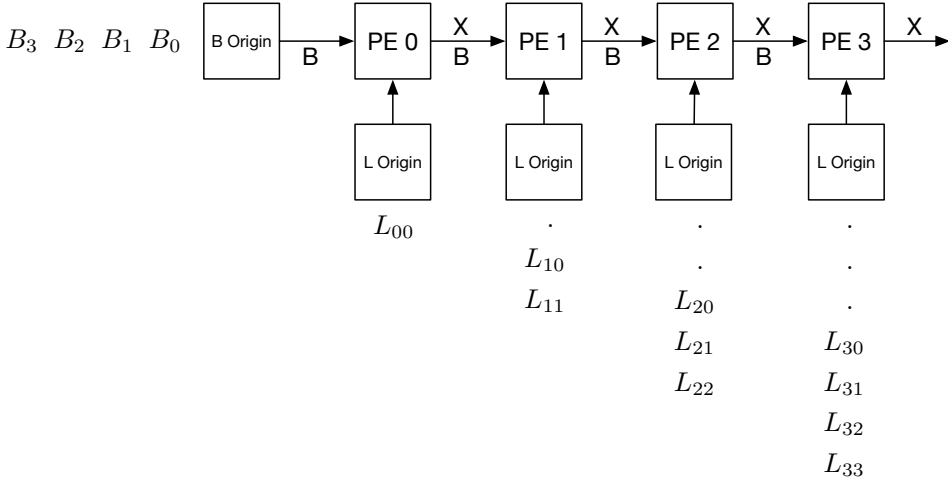 B₃ B₂ B₁ B₀ B Origin B PE 0 X B PE 1 X B PE 2 X B PE 3 X
L Origin L Origin L Origin L Origin
L₀₀ . . .
L₁₀ . .
L₁₁ L₂₀ .
L₂₁ L₃₀
L₂₂ L₃₁
L₃₂
L₃₃